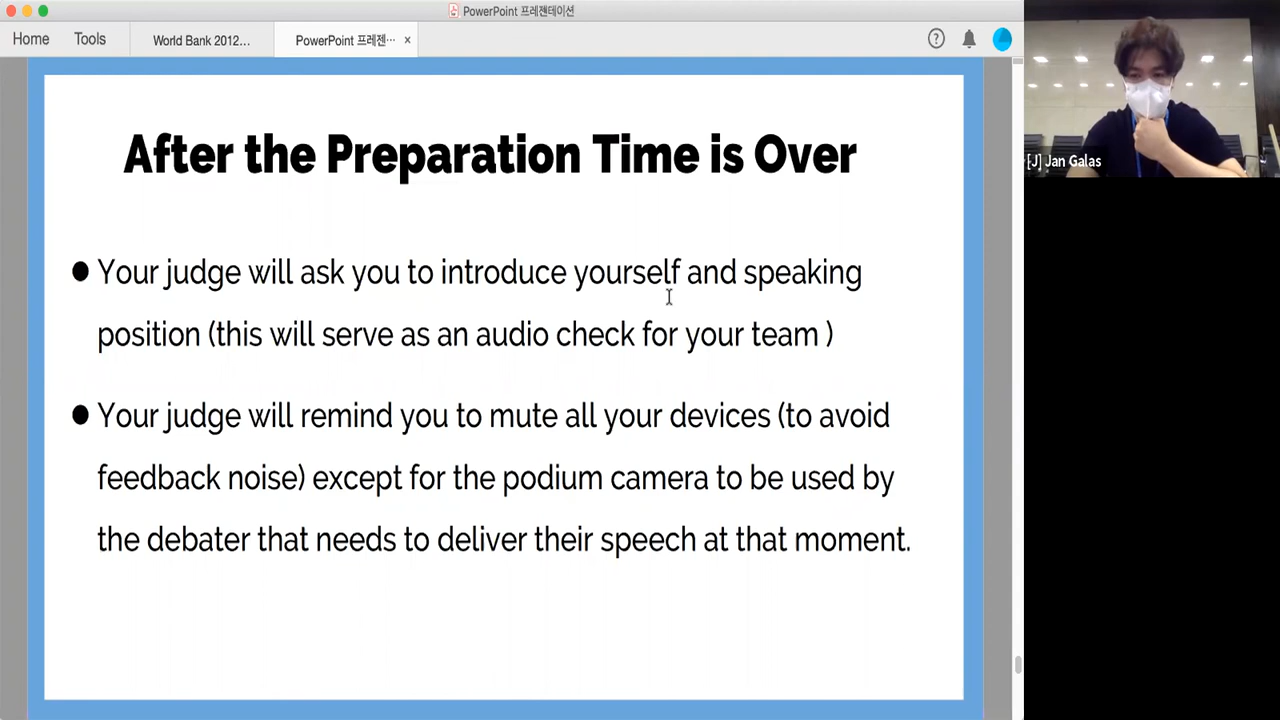 PowerPoint 프레젠테이션
Home
Tools
World Bank 2012...
PowerPoint 프레젠…
×
?
After the Preparation Time is Over
● Your judge will ask you to introduce yourself and speaking
position (this will serve as an audio check for your team )
● Your judge will remind you to mute all your devices (to avoid
feedback noise) except for the podium camera to be used by
the debater that needs to deliver their speech at that moment.
[J] Jan Galas